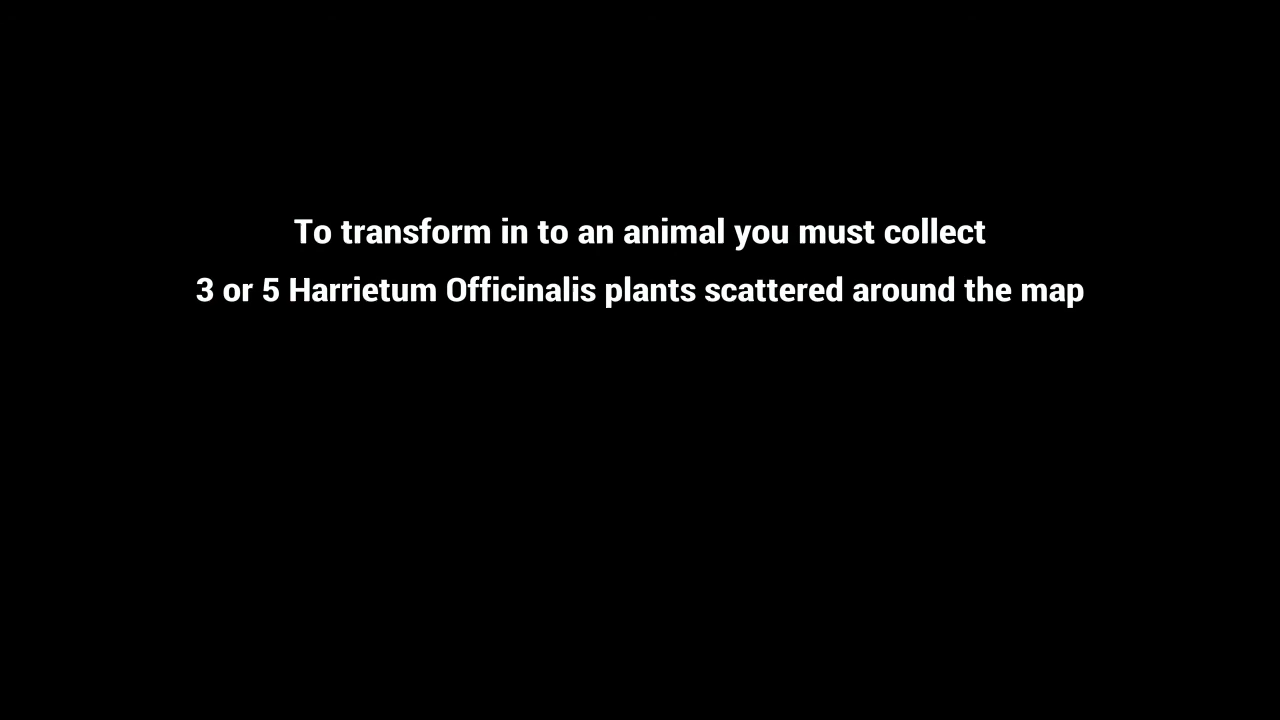 To transform in to an animal you must collect
3 or 5 Harrietum Officinalis plants scattered around the map